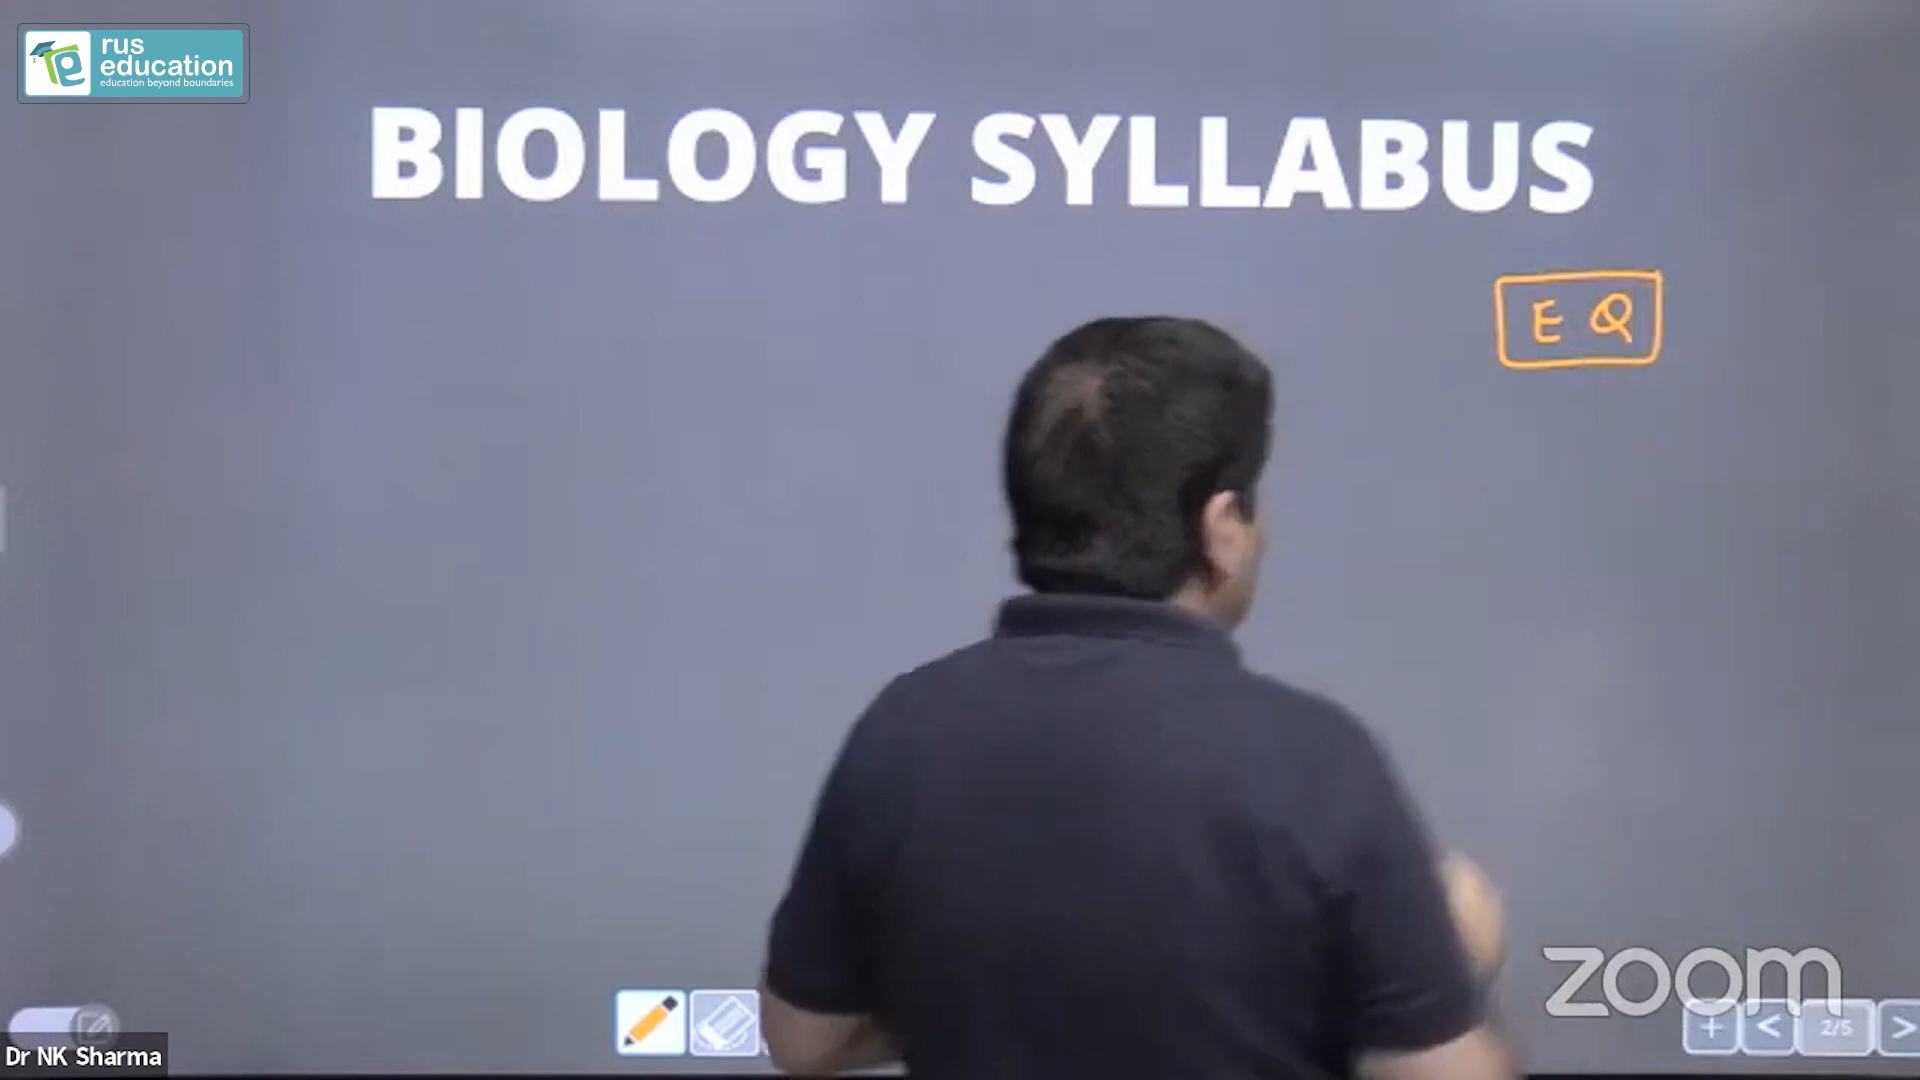 rus
education
education beyond boundaries
BIOLOGY SYLLABUS
E Q
zoom
2/5
Dr NK Sharma